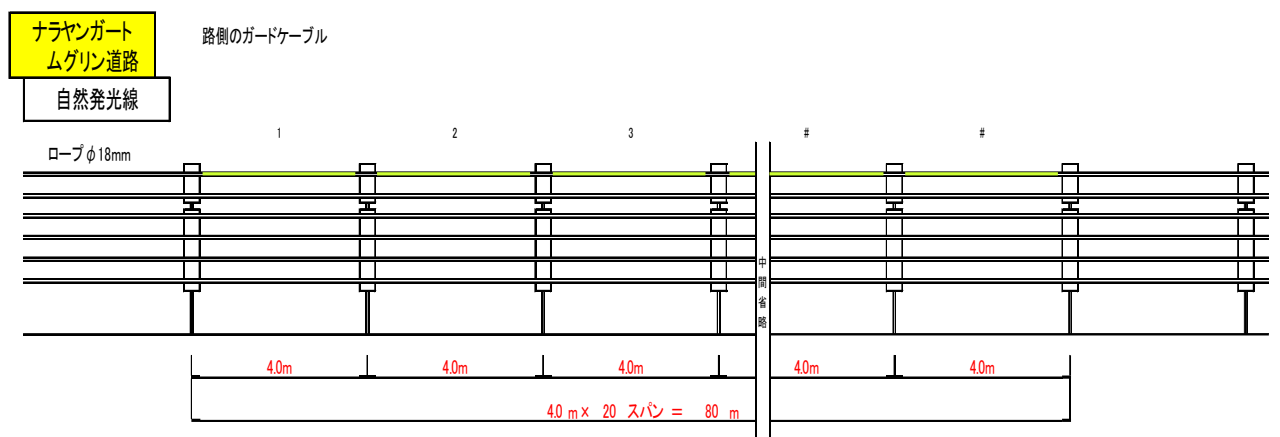 ナラヤンガート
ムグリン道路
路側のガードケーブル
自然発光線
1 2 3 # #
ロープφ18mm
中間省略
4.0m 4.0m 4.0m 4.0m 4.0m
4.0 m × 20 スパン = 80 m